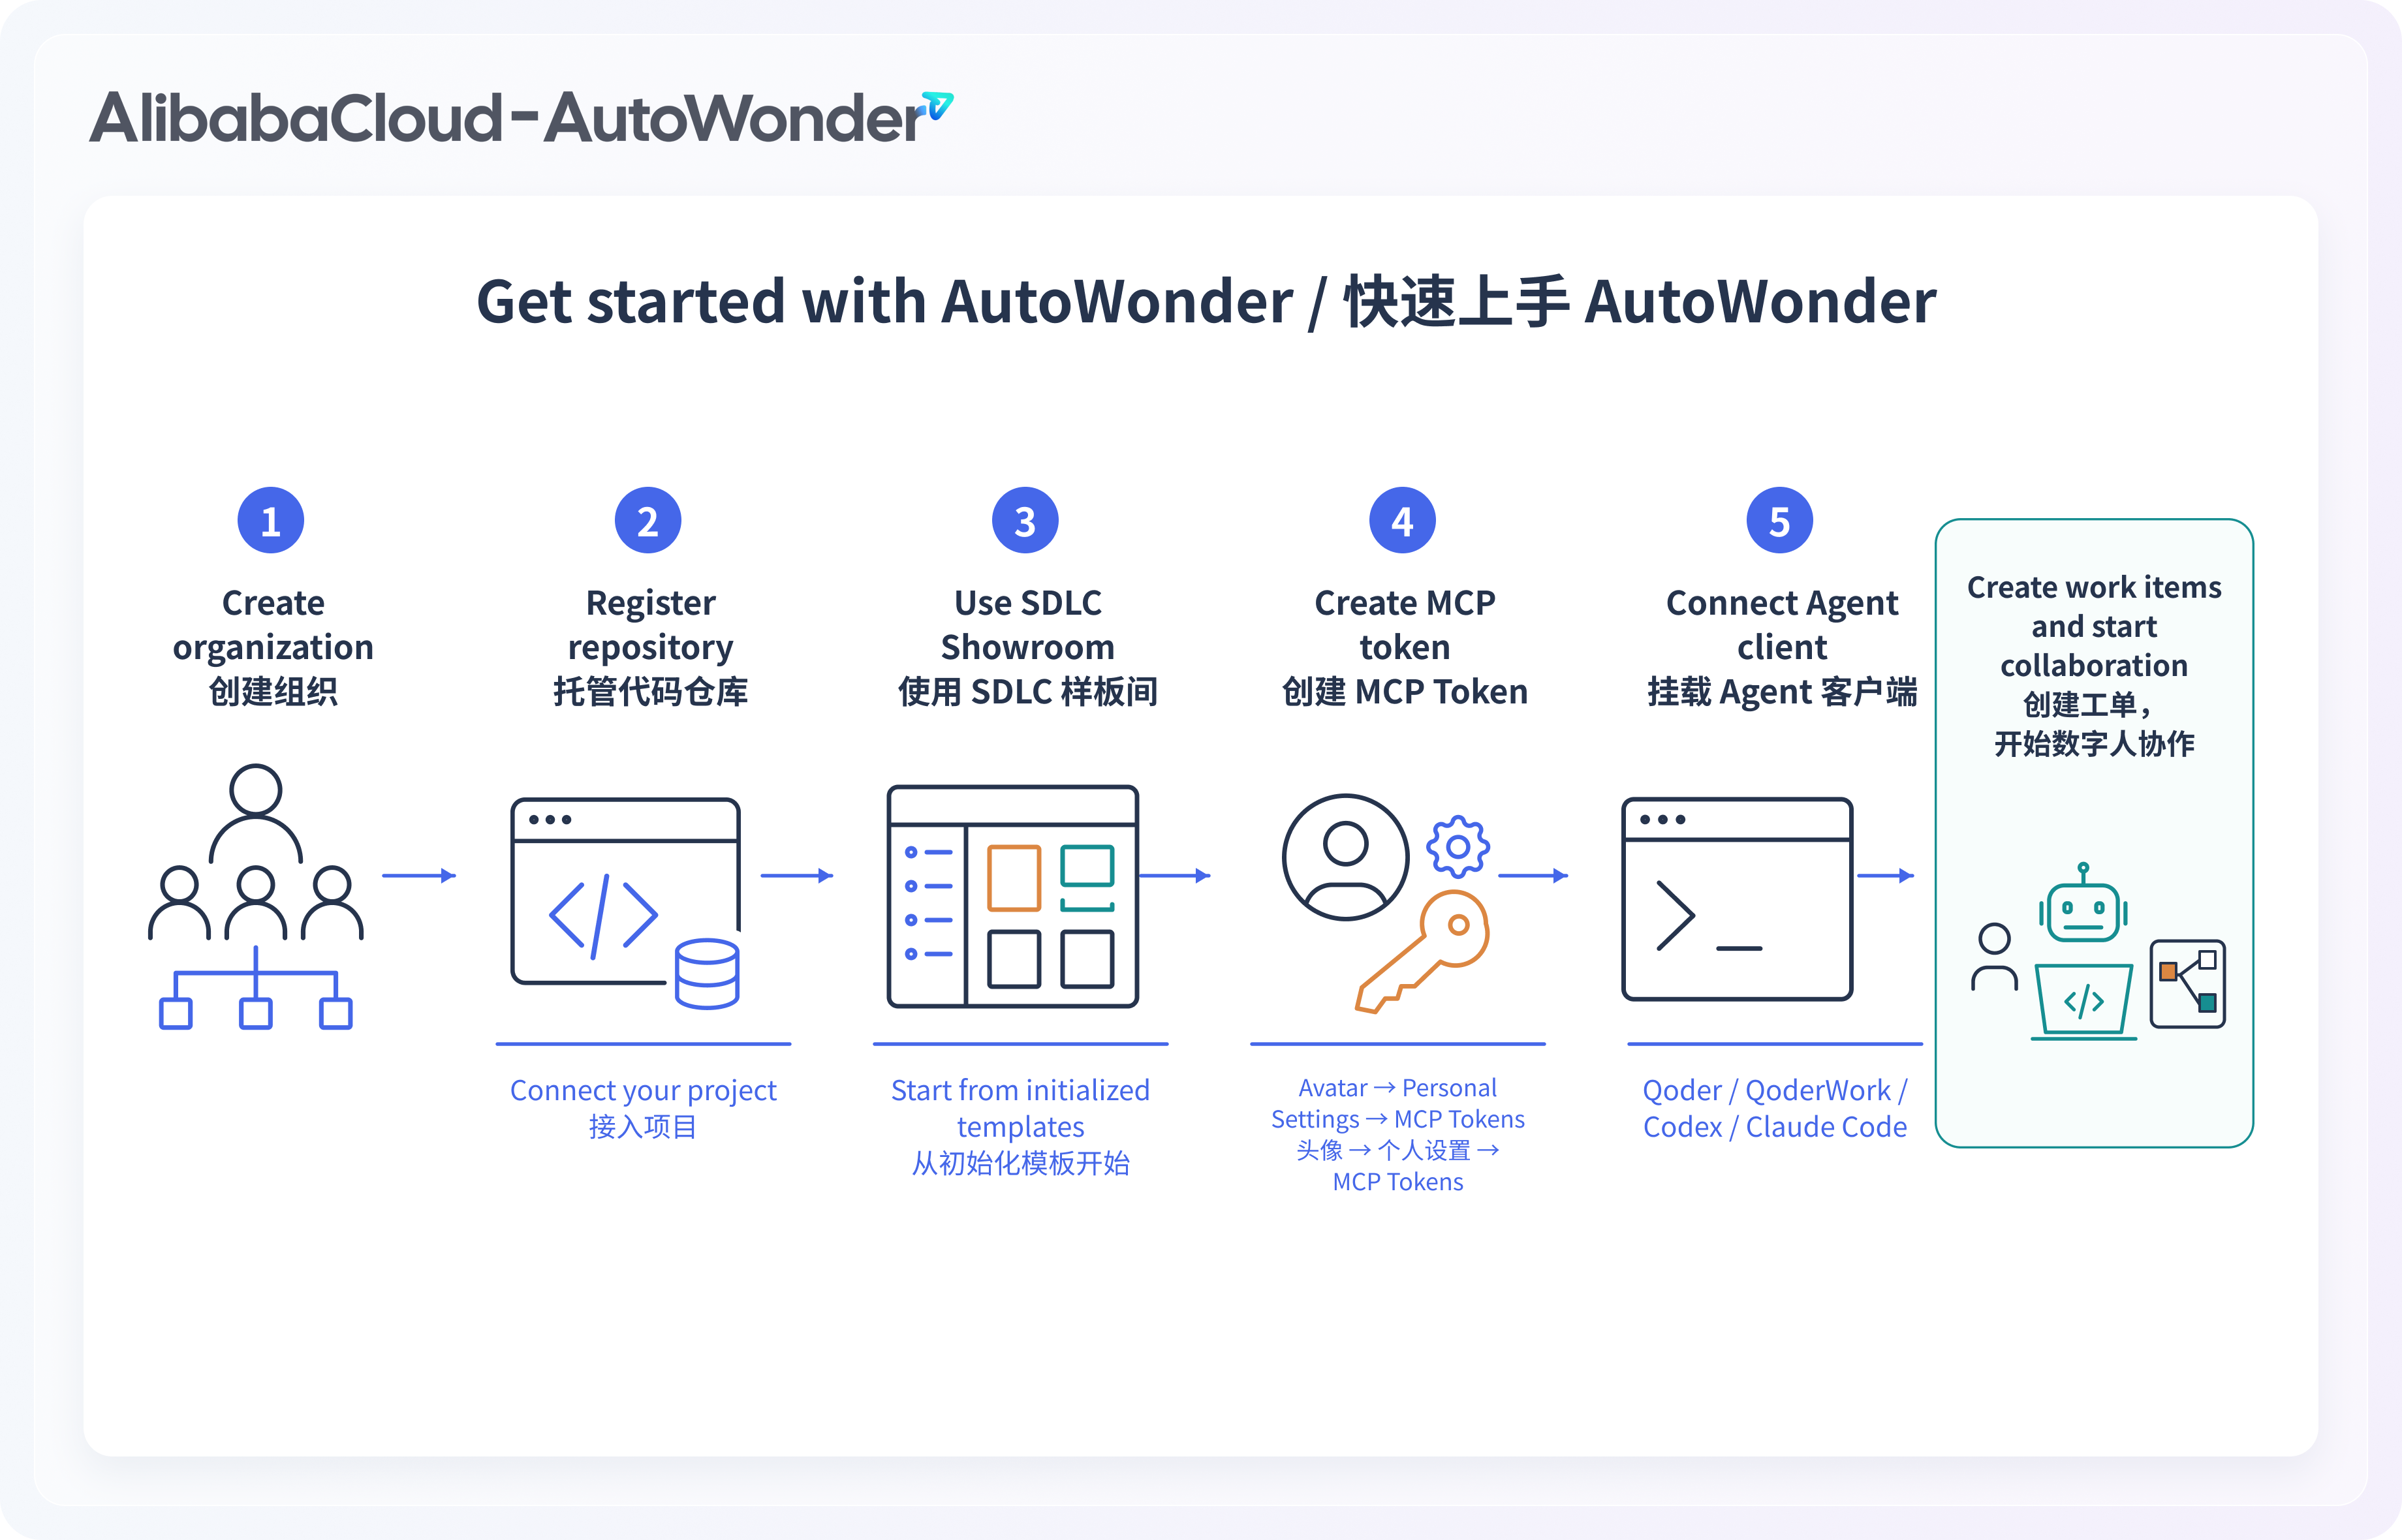 AlibabaCloud-AutoWonder
Get started with AutoWonder / 快速上手 AutoWonder
1
Create
organization
创建组织
2
Register
repository
托管代码仓库
Connect your project
接入项目
3
Use SDLC
Showroom
使用 SDLC 样板间
Start from initialized
templates
从初始化模板开始
4
Create MCP
token
创建 MCP Token
Avatar → Personal
Settings → MCP Tokens
头像 → 个人设置 →
MCP Tokens
5
Connect Agent
client
挂载 Agent 客户端
Qoder / QoderWork /
Codex / Claude Code
Create work items
and start
collaboration
创建工单，
开始数字人协作